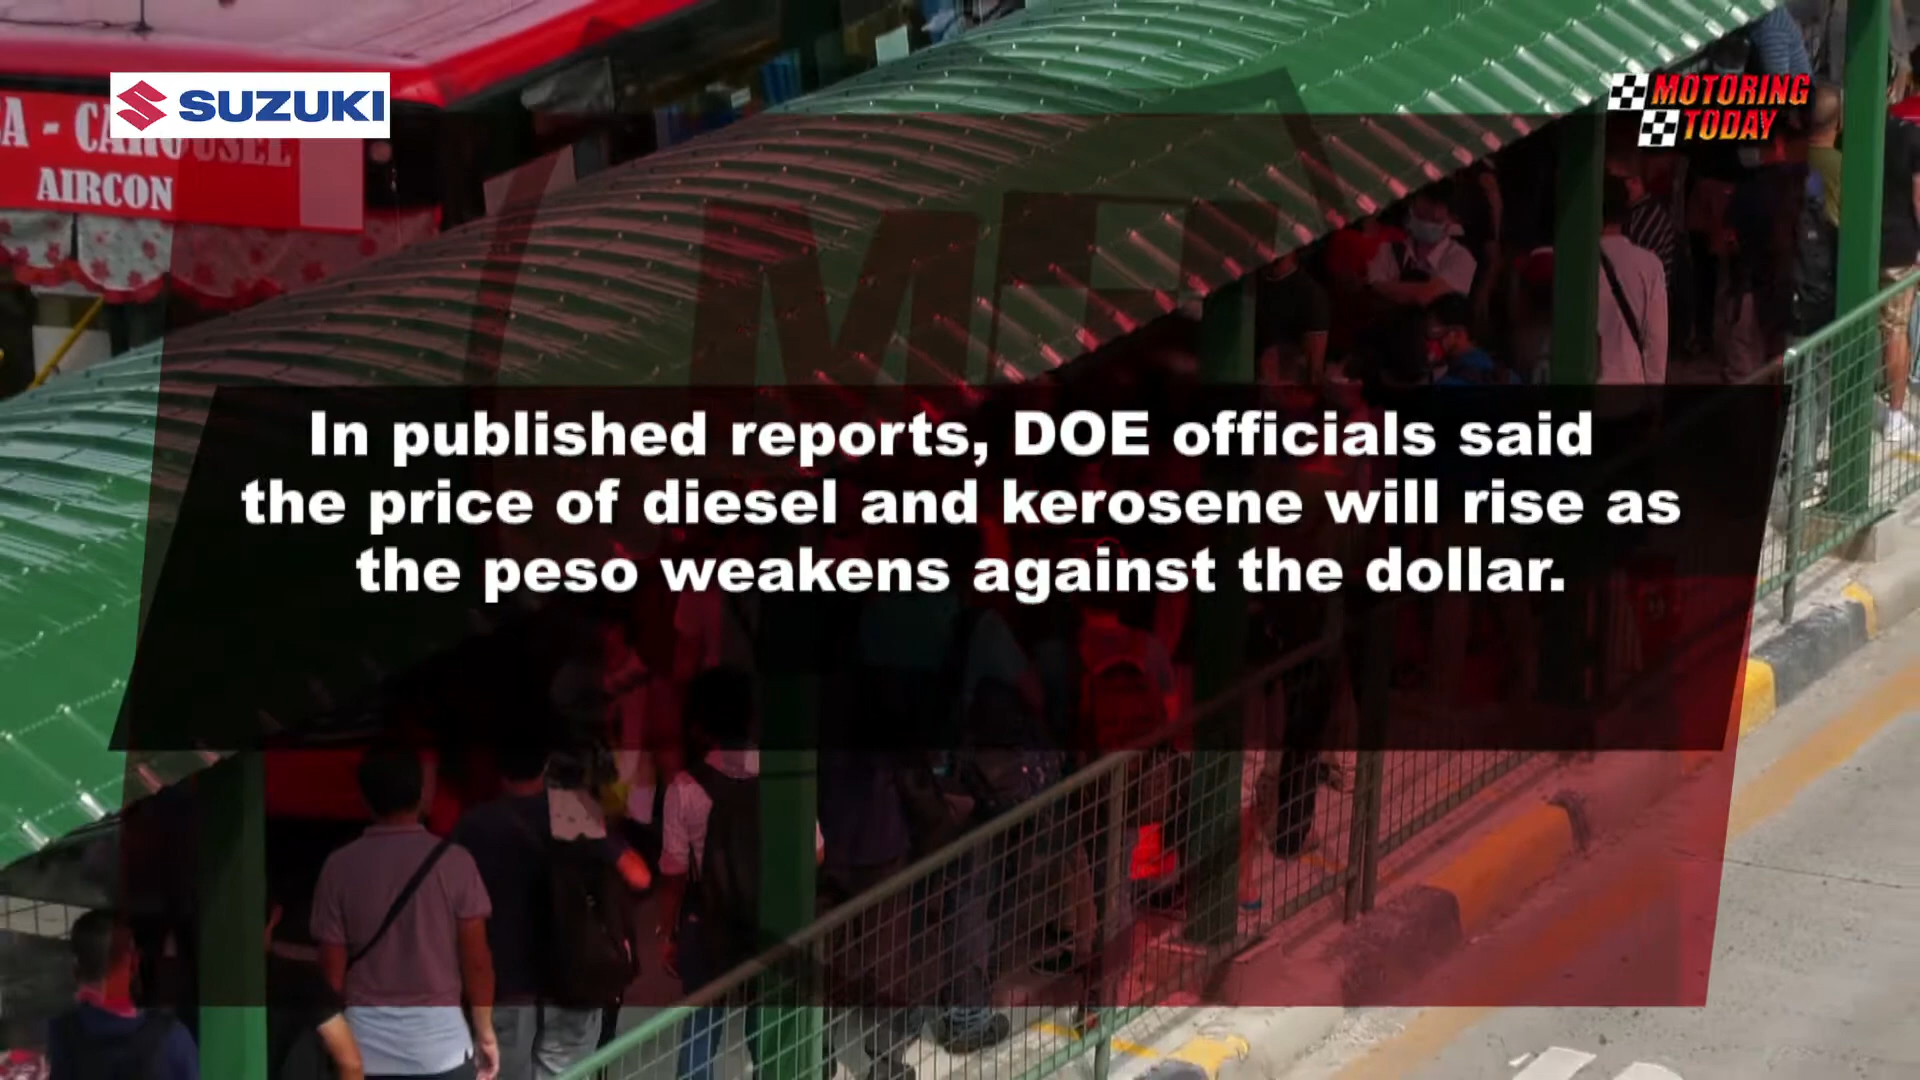 SUZUKI
MOTORING
TODAY
A - CAROUSEL
AIRCON
In published reports, DOE officials said
the price of diesel and kerosene will rise as
the peso weakens against the dollar.